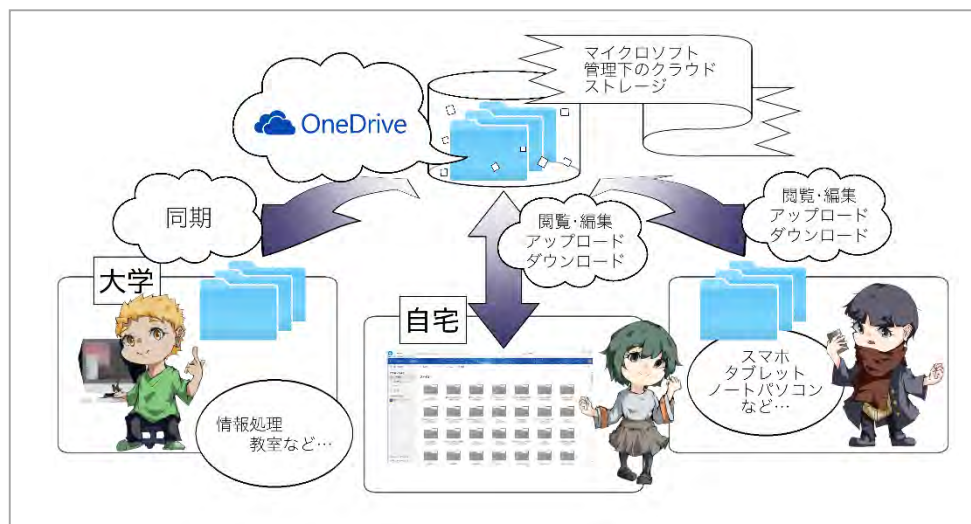 マイクロソフト
管理下のクラウド
ストレージ
OneDrive
同期
閲覧・編集
アップロード
ダウンロード
閲覧・編集
アップロード
ダウンロード
大学
自宅
情報処理
教室など…
スマホ
タブレット
ノートパソコン
など…